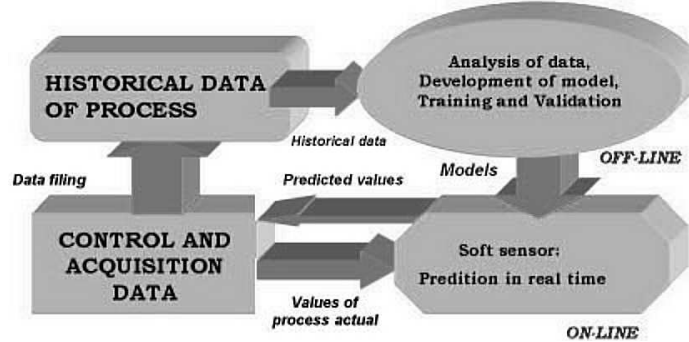 HISTORICAL DATA
OF PROCESS
Analysis of data,
Development of model,
Training and Validation
Historical data
OFF-LINE
Data filing
Predicted values
Models
CONTROL AND
ACQUISITION
DATA
Soft sensor:
Predition in real time
Values of
process actual
ON-LINE